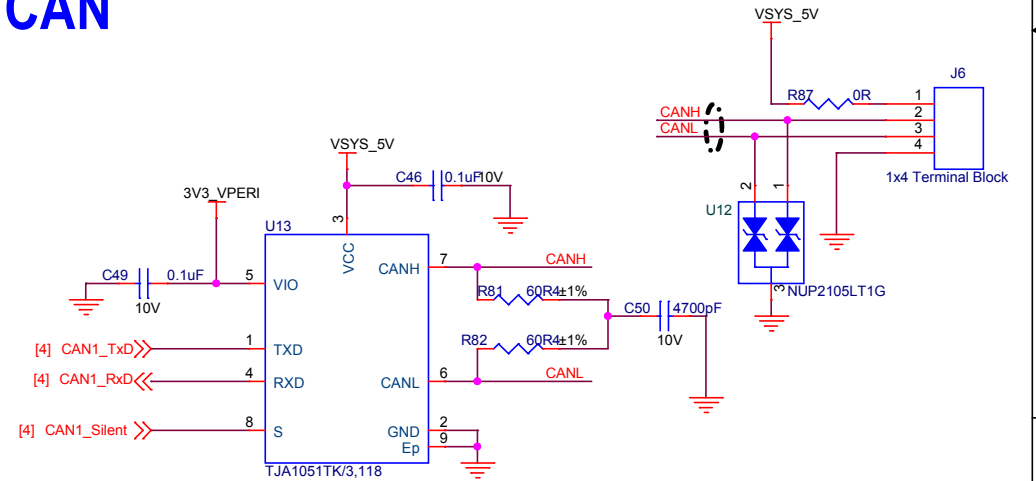 CAN
VSYS_5V
J6
R87 0R 1
CANH 2
CANL 3
4
1x4 Terminal Block
2 1
U12
3 NUP2105LT1G
VSYS_5V
C46 0.1uF 10V
3V3_VPERI
3
U13
VCC
C49 0.1uF 5 VIO
10V
CANH 7 CANH
R81 60R4±1%
C50 4700pF
10V
[4] CAN1_TxD 1 TXD
R82 60R4±1%
[4] CAN1_RxD 4 RXD
CANL 6 CANL
[4] CAN1_Silent 8 S
GND 2
Ep 9
TJA1051TK/3,118